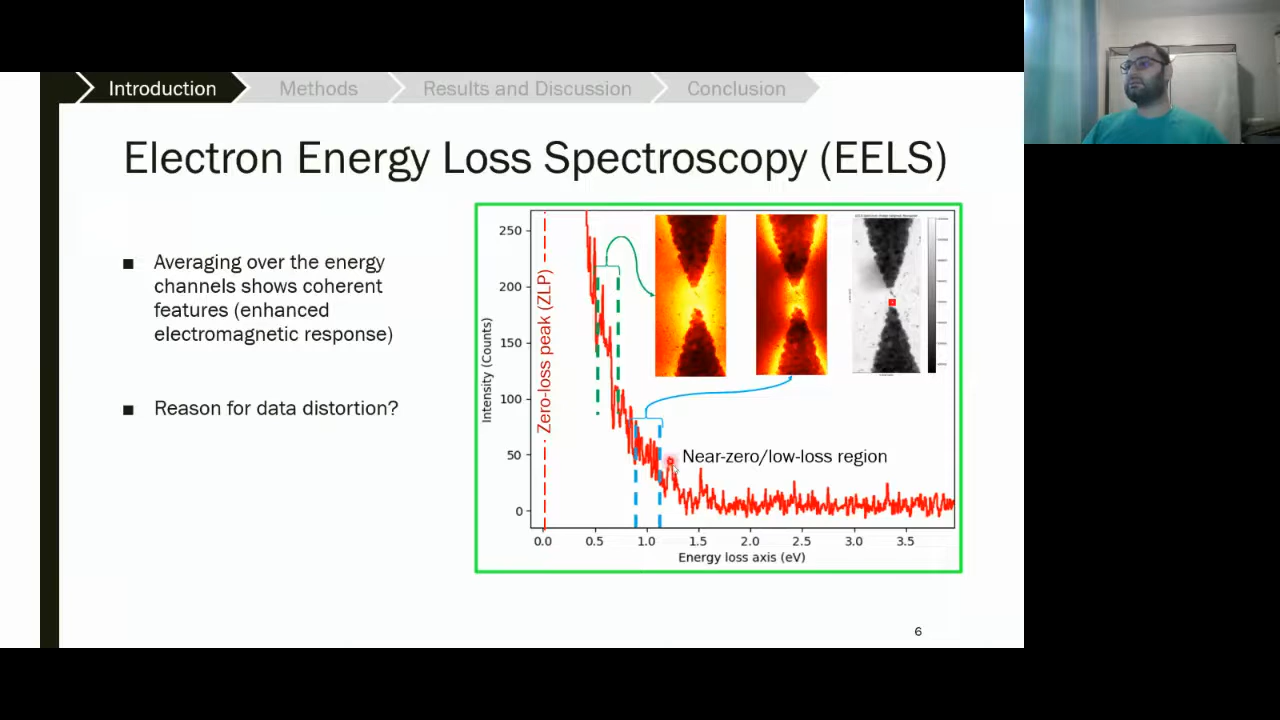 Introduction
Methods
Results and Discussion
Conclusion
Electron Energy Loss Spectroscopy (EELS)
■ Averaging over the energy
channels shows coherent
features (enhanced
electromagnetic response)
■ Reason for data distortion?
Intensity (Counts)
250
200
150
100
50
0
Zero-loss peak (ZLP)
Near-zero/low-loss region
0.0 0.5 1.0 1.5 2.0 2.5 3.0 3.5
Energy loss axis (eV)
6